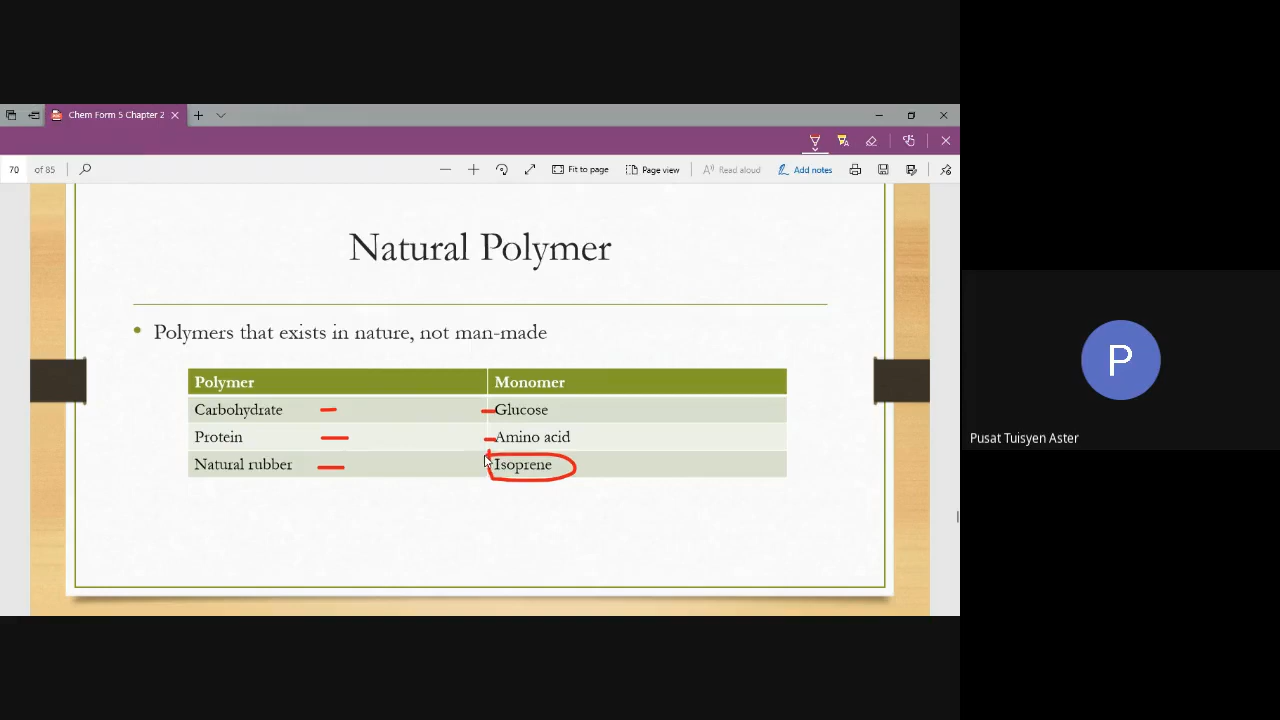 Chem Form 5 Chapter 2
70 of 85
Fit to page
Page view
Read aloud
Add notes
Natural Polymer
Polymers that exists in nature, not man-made
Polymer Monomer
Carbohydrate Glucose
Protein Amino acid
Natural rubber Isoprene
P
Pusat Tuisyen Aster